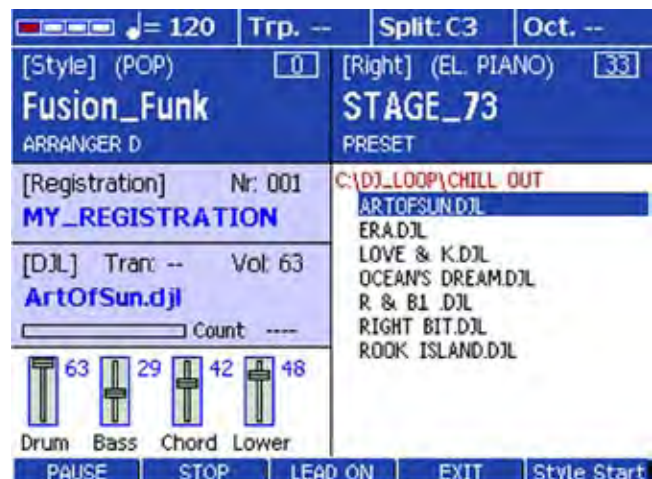 ♩= 120 Trp. -- Split: C3 Oct. --
[Style] (POP) 0
Fusion_Funk
ARRANGER D
[Right] (EL. PIANO) 33
STAGE_73
PRESET
[Registration] Nr: 001
MY_REGISTRATION
[DJL] Tran: -- Vol: 63
ArtOfSun.djl
Count ----
63 29 42 48
Drum Bass Chord Lower
C:\DJ_LOOP\CHILL OUT
ARTOFSUN.DJL
ERA.DJL
LOVE & K.DJL
OCEAN'S DREAM.DJL
R & B1 .DJL
RIGHT BIT.DJL
ROOK ISLAND.DJL
PAUSE STOP LEAD ON EXIT Style Start